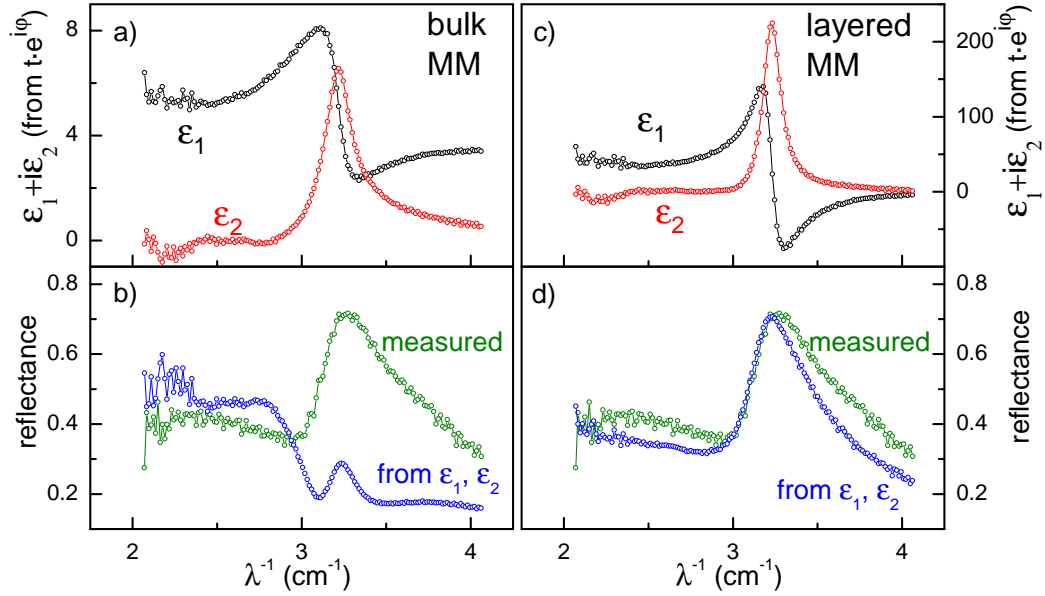 a)
bulk
MM
ε₁+iε₂ (from t·e^iφ)
8
4
0
ε₁
ε₂
c)
layered
MM
ε₁+iε₂ (from t·e^iφ)
200
100
0
ε₁
ε₂
b)
reflectance
0.8
0.6
0.4
0.2
measured
from ε₁, ε₂
2
3
4
λ⁻¹ (cm⁻¹)
d)
reflectance
0.8
0.6
0.4
0.2
measured
from ε₁, ε₂
2
3
4
λ⁻¹ (cm⁻¹)